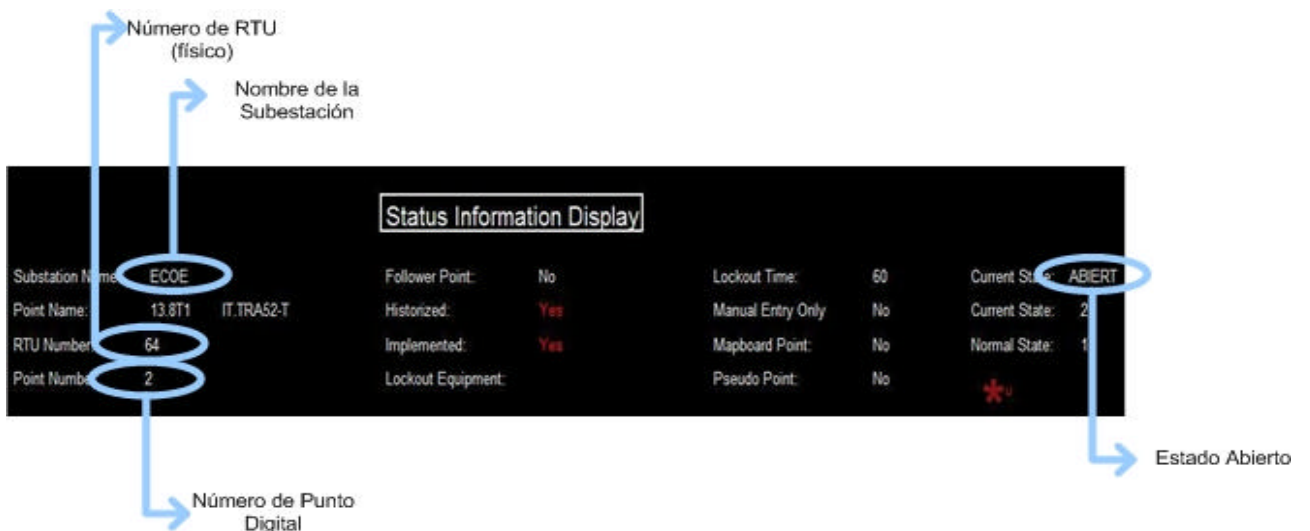 Número de RTU
(físico)
Nombre de la
Subestación
Status Information Display
Substation N me: ECOE Follower Point: No Lockout Time: 60 Current State: ABIERT
Point Name: 13.8T1 IT.TRA52-T Historized: Yes Manual Entry Only No Current State: 2
RTU Number: 64 Implemented: Yes Mapboard Point: No Normal State: 1
Point Numbe 2 Lockout Equipment: Pseudo Point: No
* U
Estado Abierto
Número de Punto
Digital